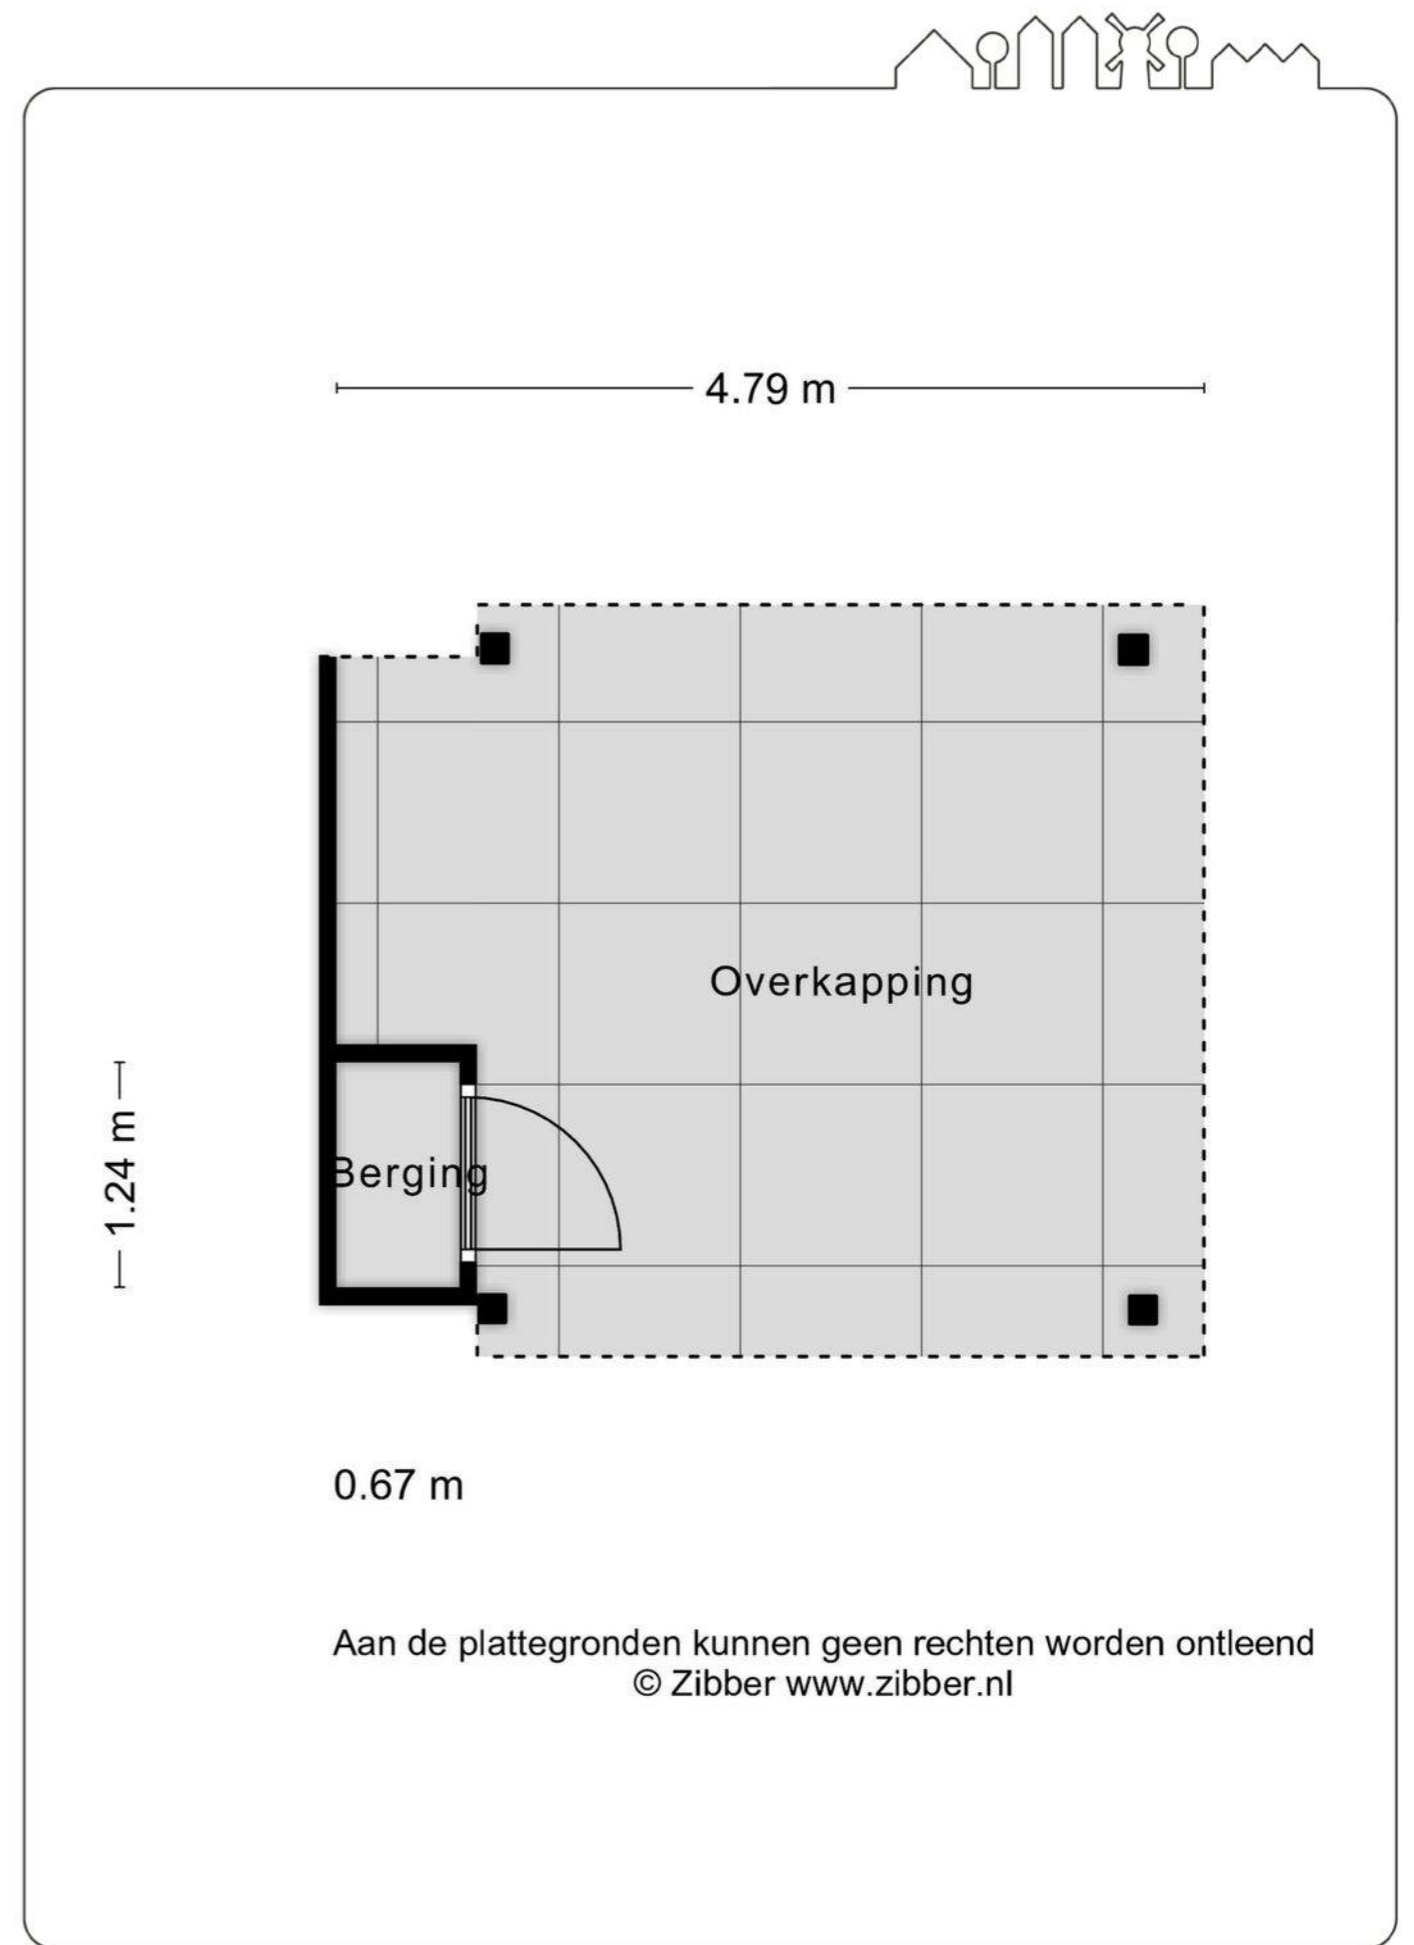 4.79 m
Overkapping
1.24 m
Berging
0.67 m
Aan de plattegronden kunnen geen rechten worden ontleend
© Zibber www.zibber.nl